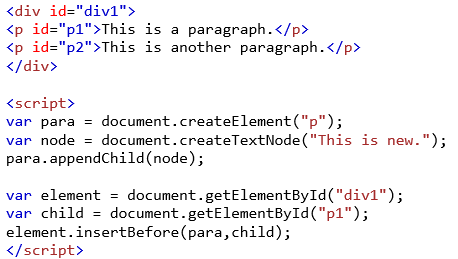 <div id="div1">
<p id="p1">This is a paragraph.</p>
<p id="p2">This is another paragraph.</p>
</div>

<script>
var para = document.createElement("p");
var node = document.createTextNode("This is new.");
para.appendChild(node);

var element = document.getElementById("div1");
var child = document.getElementById("p1");
element.insertBefore(para,child);
</script>